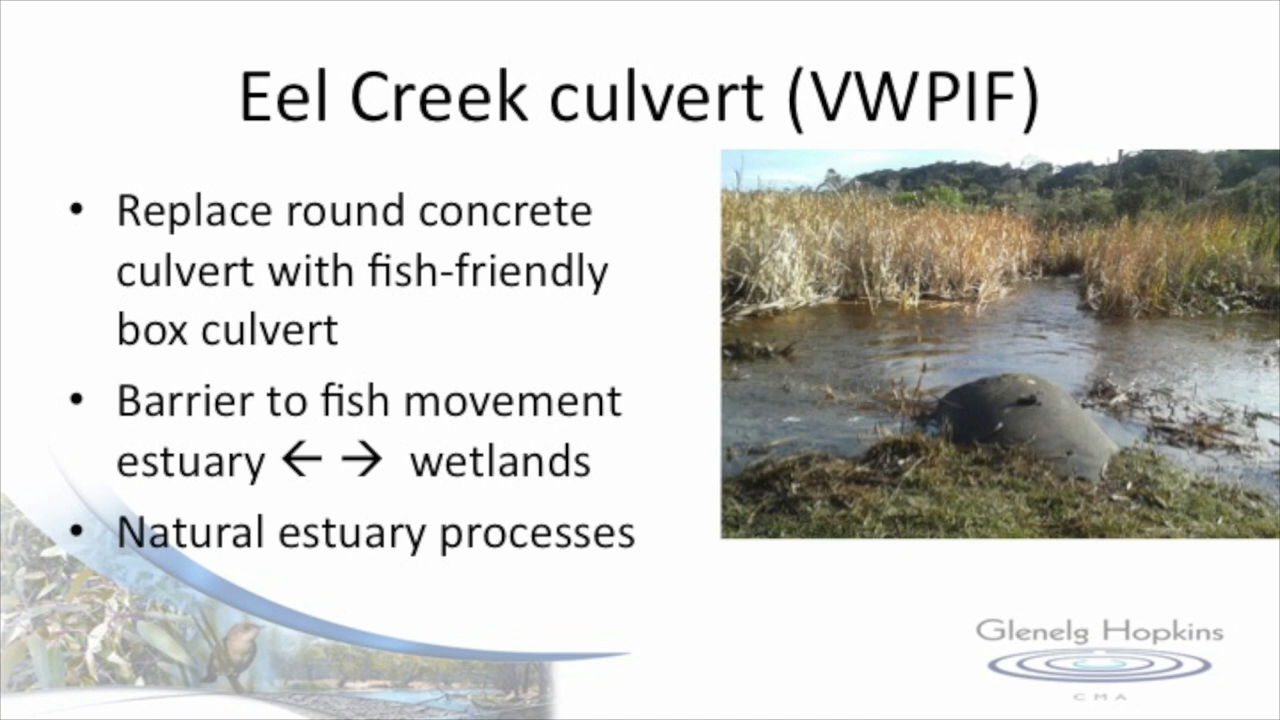 Eel Creek culvert (VWPIF)
• Replace round concrete
culvert with fish-friendly
box culvert
• Barrier to fish movement
estuary ← → wetlands
• Natural estuary processes
Glenelg Hopkins
CMA